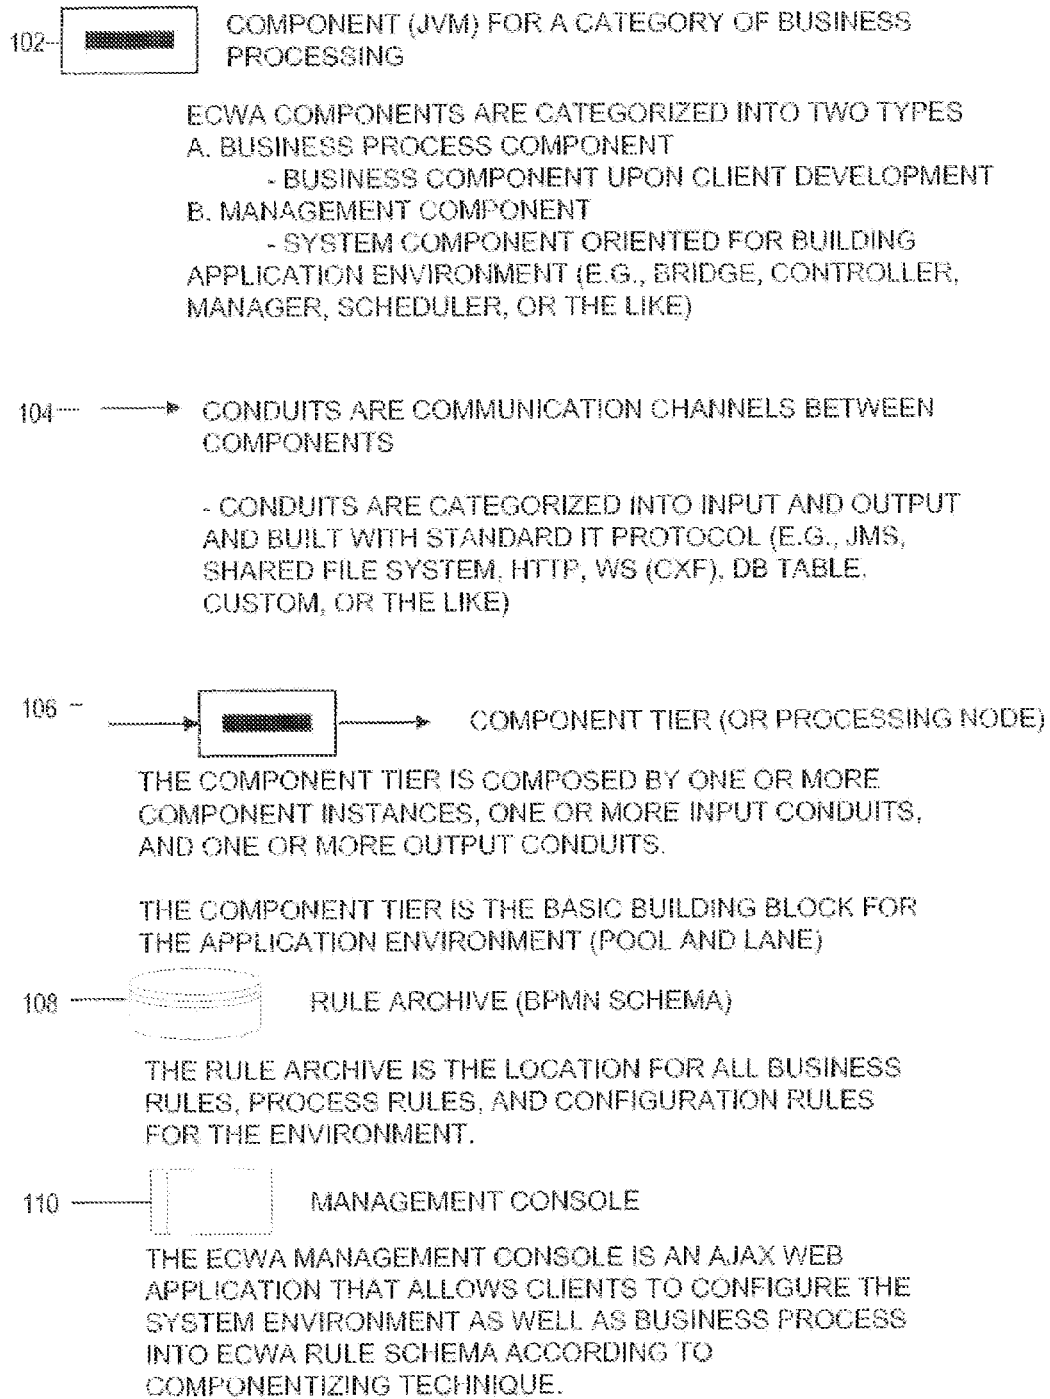 102 COMPONENT (JVM) FOR A CATEGORY OF BUSINESS
PROCESSING
ECWA COMPONENTS ARE CATEGORIZED INTO TWO TYPES
A. BUSINESS PROCESS COMPONENT
- BUSINESS COMPONENT UPON CLIENT DEVELOPMENT
B. MANAGEMENT COMPONENT
- SYSTEM COMPONENT ORIENTED FOR BUILDING
APPLICATION ENVIRONMENT (E.G., BRIDGE, CONTROLLER,
MANAGER, SCHEDULER, OR THE LIKE)
104 CONDUITS ARE COMMUNICATION CHANNELS BETWEEN
COMPONENTS
- CONDUITS ARE CATEGORIZED INTO INPUT AND OUTPUT
AND BUILT WITH STANDARD IT PROTOCOL (E.G., JMS,
SHARED FILE SYSTEM, HTTP, WS (CXF), DB TABLE,
CUSTOM, OR THE LIKE)
106 COMPONENT TIER (OR PROCESSING NODE)
THE COMPONENT TIER IS COMPOSED BY ONE OR MORE
COMPONENT INSTANCES, ONE OR MORE INPUT CONDUITS,
AND ONE OR MORE OUTPUT CONDUITS.
THE COMPONENT TIER IS THE BASIC BUILDING BLOCK FOR
THE APPLICATION ENVIRONMENT (POOL AND LANE)
108 RULE ARCHIVE (BPMN SCHEMA)
THE RULE ARCHIVE IS THE LOCATION FOR ALL BUSINESS
RULES, PROCESS RULES, AND CONFIGURATION RULES
FOR THE ENVIRONMENT.
110 MANAGEMENT CONSOLE
THE ECWA MANAGEMENT CONSOLE IS AN AJAX WEB
APPLICATION THAT ALLOWS CLIENTS TO CONFIGURE THE
SYSTEM ENVIRONMENT AS WELL AS BUSINESS PROCESS
INTO ECWA RULE SCHEMA ACCORDING TO
COMPONENTIZING TECHNIQUE.